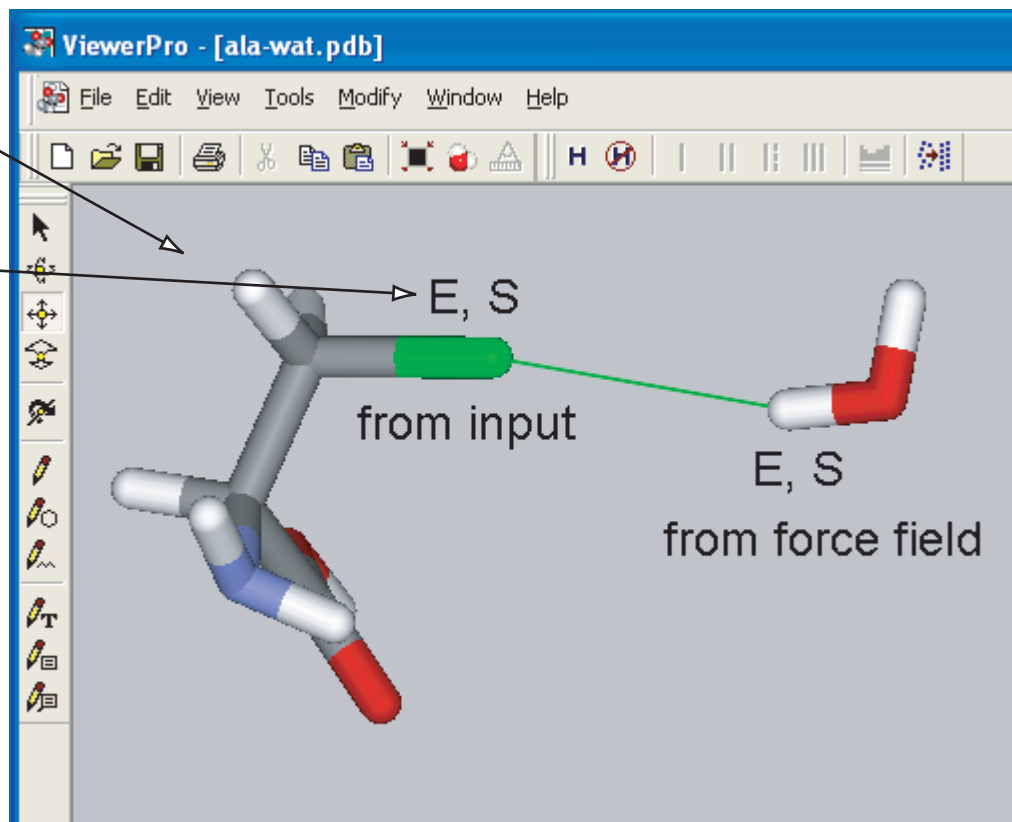 ViewerPro - [ala-wat.pdb]
File Edit View Tools Modify Window Help
H H
T
E, S
from input
E, S
from force field